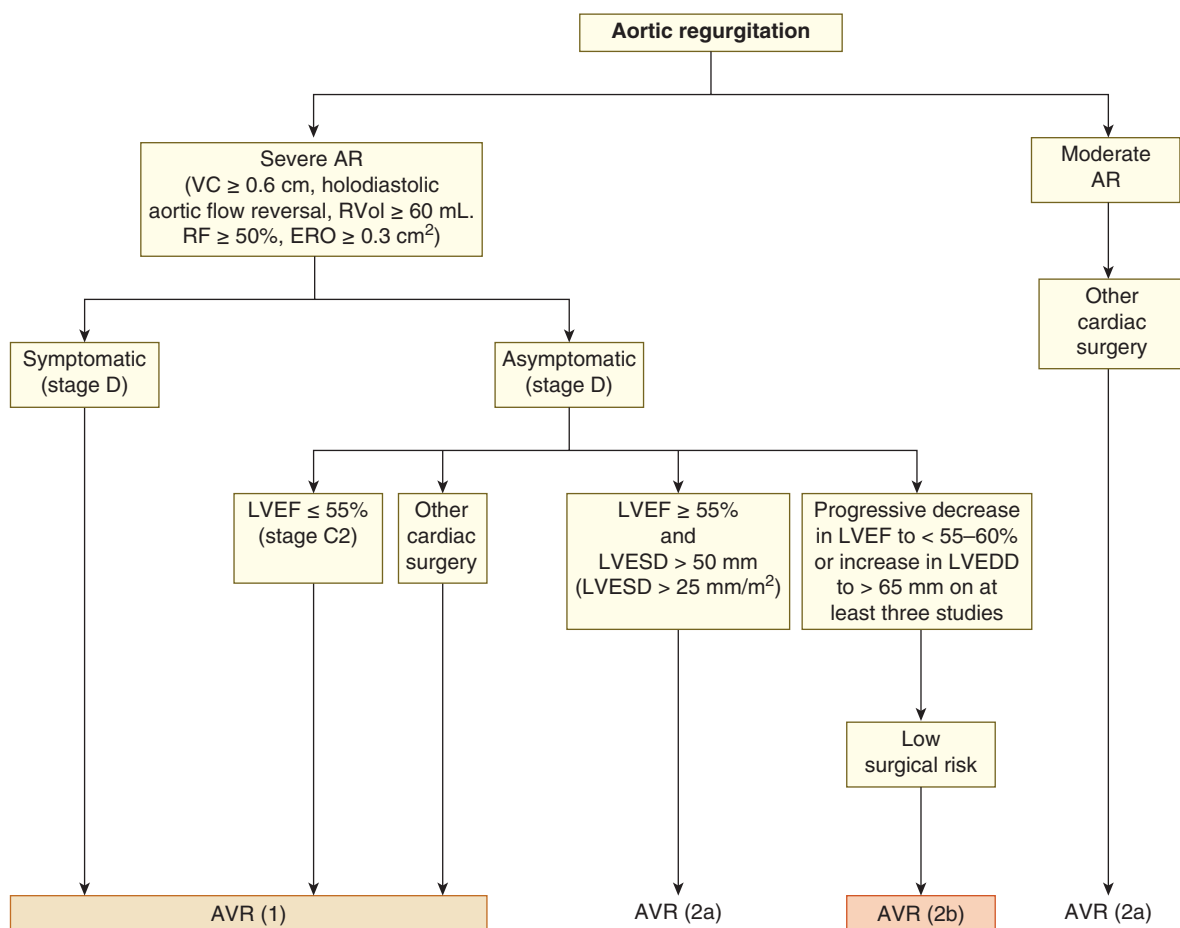 Aortic regurgitation
Severe AR
(VC ≥ 0.6 cm, holodiastolic
aortic flow reversal, RVol ≥ 60 mL.
RF ≥ 50%, ERO ≥ 0.3 cm²)
Moderate
AR
Other
cardiac
surgery
Symptomatic
(stage D)
Asymptomatic
(stage D)
LVEF ≤ 55%
(stage C2)
Other
cardiac
surgery
LVEF ≥ 55%
and
LVESD > 50 mm
(LVESD > 25 mm/m²)
Progressive decrease
in LVEF to < 55–60%
or increase in LVEDD
to > 65 mm on at
least three studies
Low
surgical risk
AVR (1)
AVR (2a)
AVR (2b)
AVR (2a)